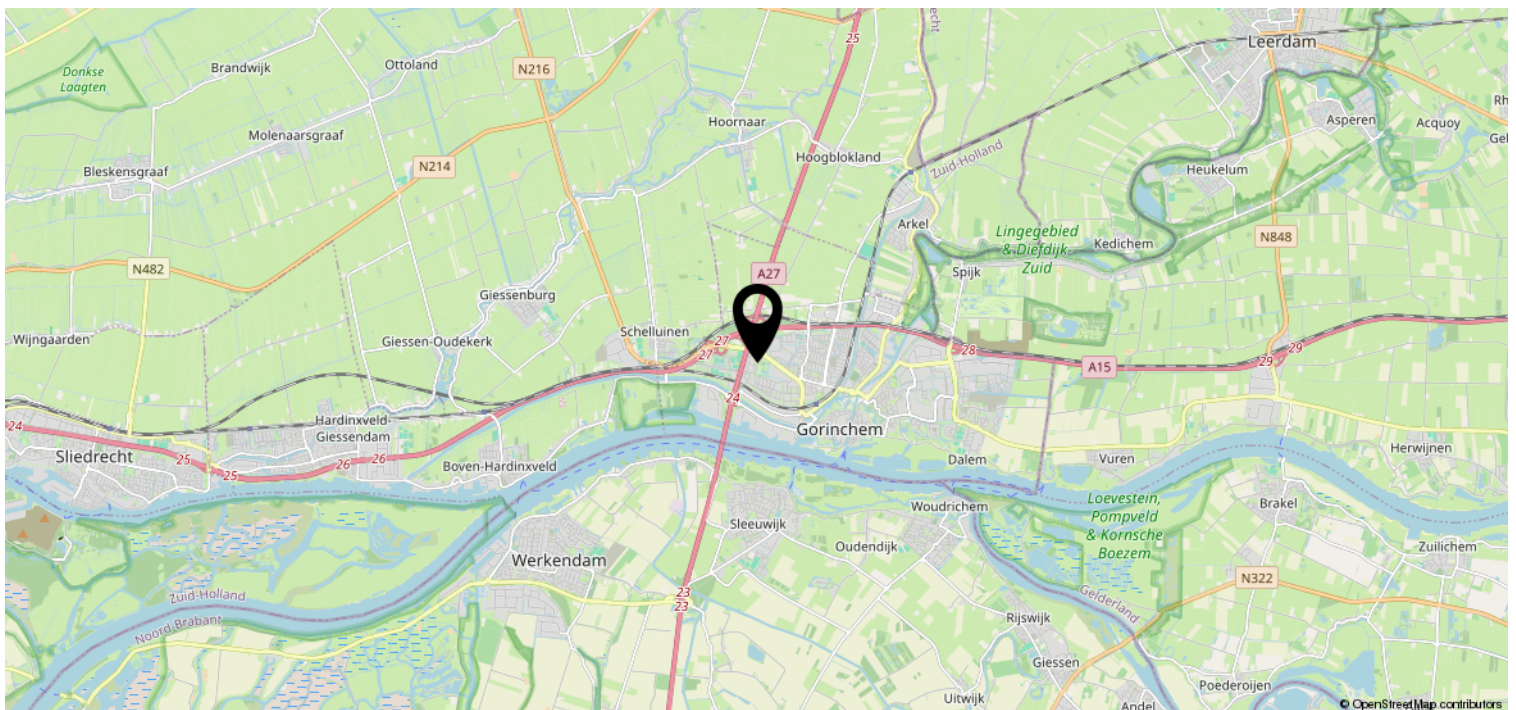 25
echt
Leerdam
Donkse
Laagten
Brandwijk
Ottoland
N216
Molenaarsgraaf
Hoornaar
Asperen
Rh
Acquoy
Gel
Bleskensgraaf
N214
Hoogblokland
Zuid-Holland
Heukelum
Arkel
Lingegebied
& Diefdijk-
Zuid
Kedichem
N848
N482
A27
Spijk
Giessenburg
Wijngaarden
Giessen-Oudekerk
Schelluinen
27
27
28
29
29
A15
24
24
Hardinxveld-
Giessendam
Gorinchem
Sliedrecht
25
25
26
26
Boven-Hardinxveld
Dalem
Vuren
Herwijnen
Loevestein,
Pompveld
& Kornsche
Boezem
Woudrichem
Brakel
Sleeuwijk
Oudendijk
Zuilichem
Werkendam
N322
Zuid-Holland
Noord-Brabant
23
23
Gelderland
Rijswijk
Giessen
Uitwijk
Andel
Poederoijen
© OpenStreetMap contributors